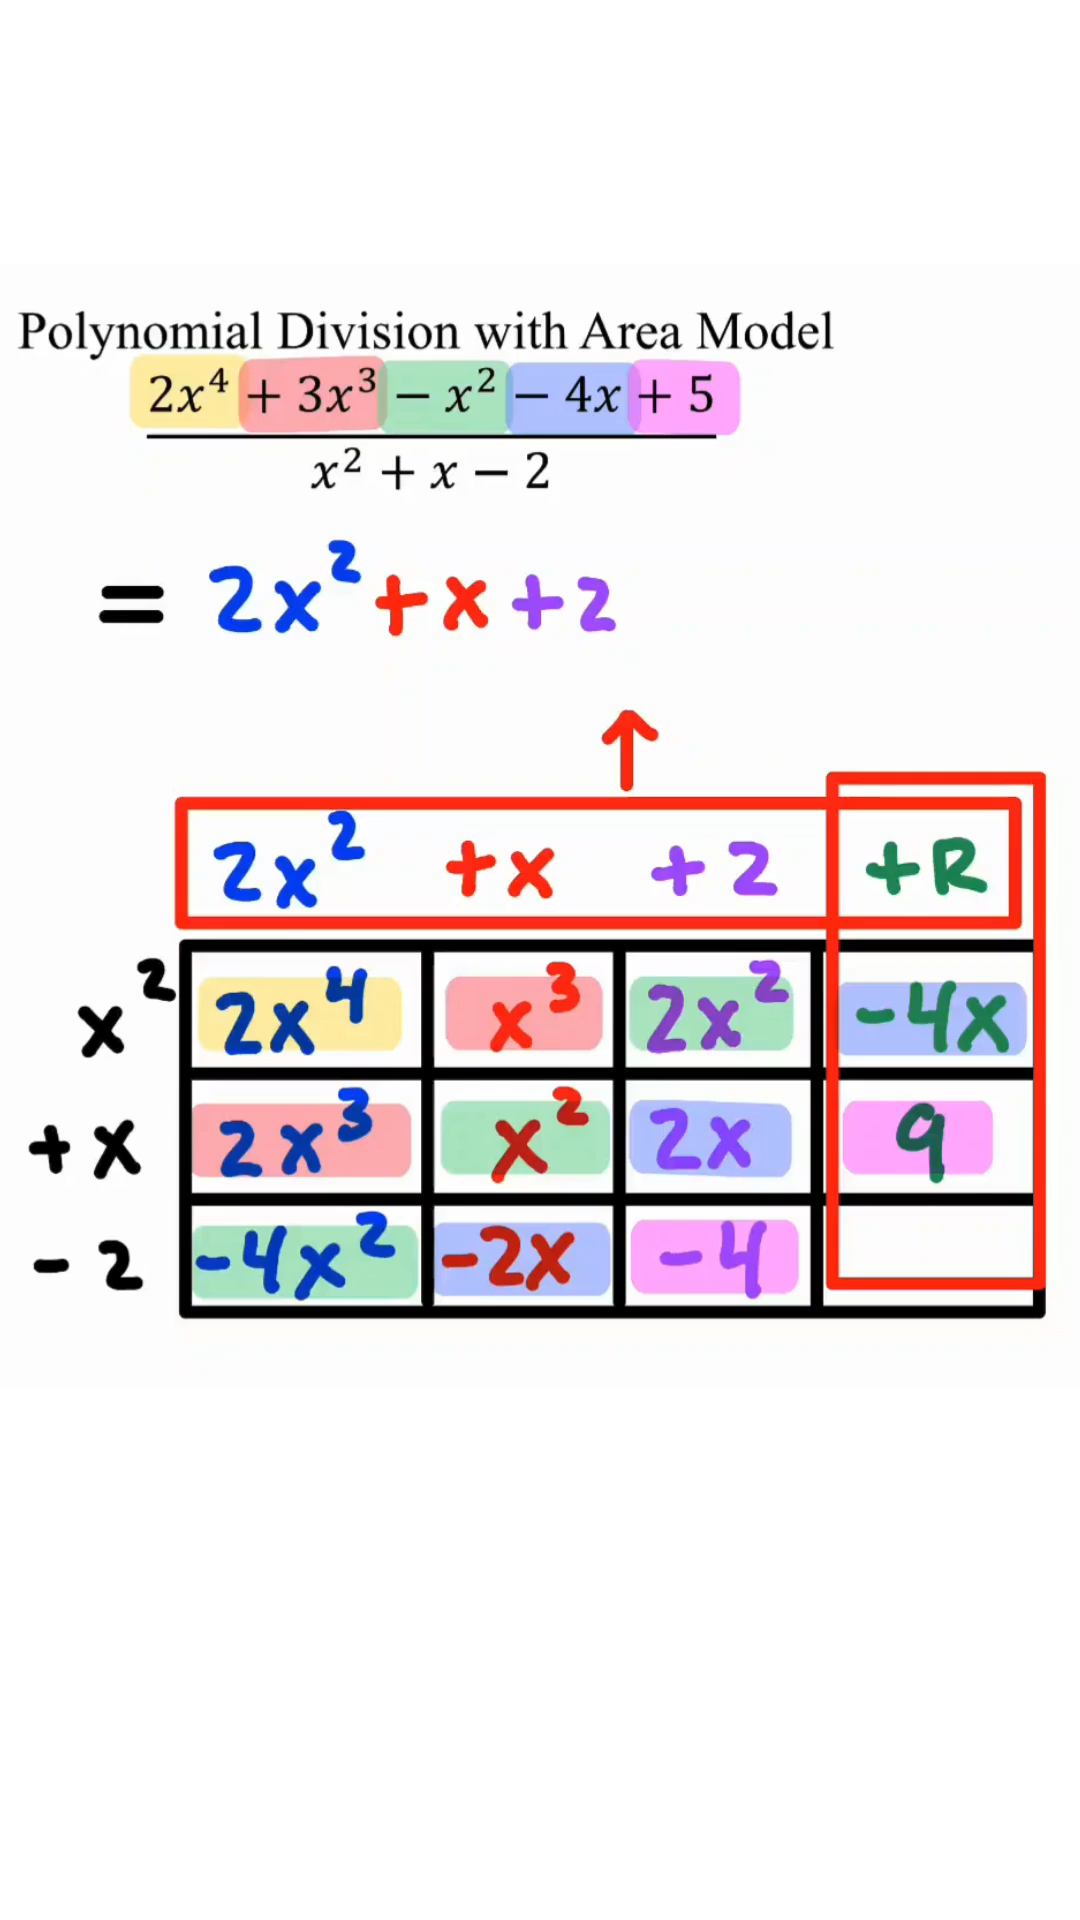 Polynomial Division with Area Model
2x⁴ + 3x³ − x² − 4x + 5
x² + x − 2
= 2x² + x + 2
↑
2x² +x +2 +R
x² 2x⁴ x³ 2x² -4x
+x 2x³ x² 2x 9
-2 -4x² -2x -4